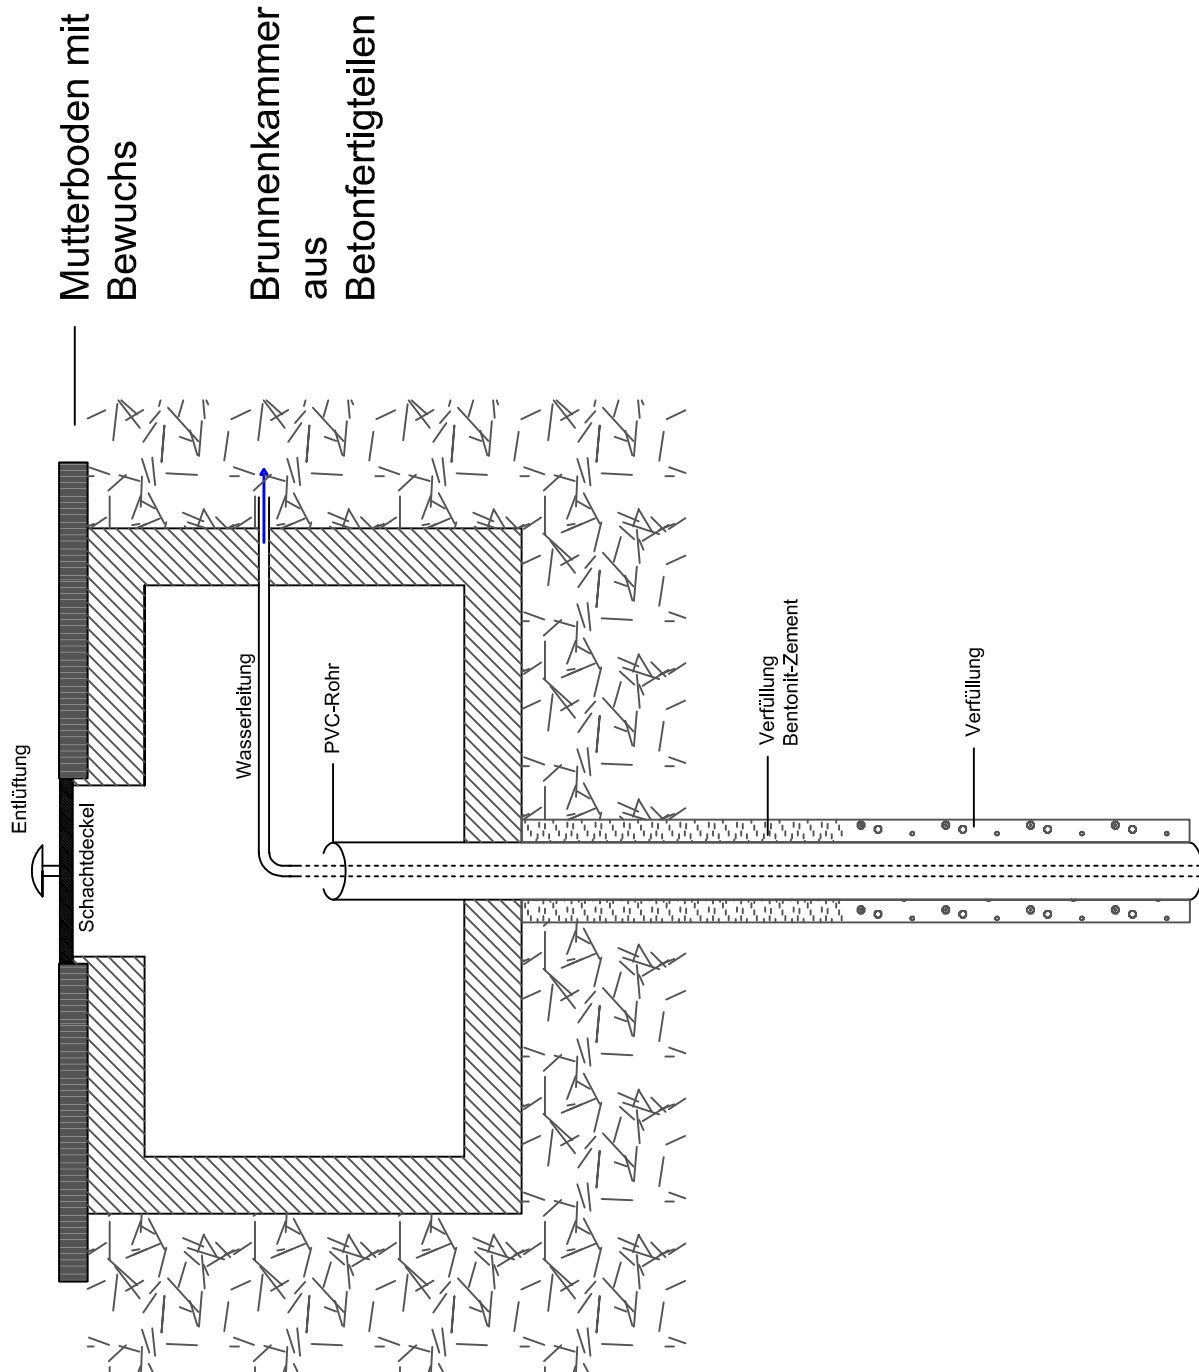 Mutterboden mit
Bewuchs
Brunnenkammer
aus
Betonfertigteilen
Entlüftung
Schachtdeckel
Wasserleitung
PVC-Rohr
Verfüllung
Bentonit-Zement
Verfüllung